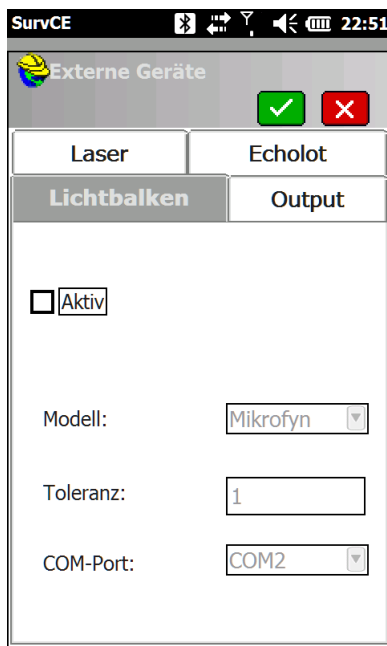 SurvCE 22:51
Externe Geräte
Laser Echolot
Lichtbalken Output
Aktiv
Modell: Mikrofyn
Toleranz: 1
COM-Port: COM2